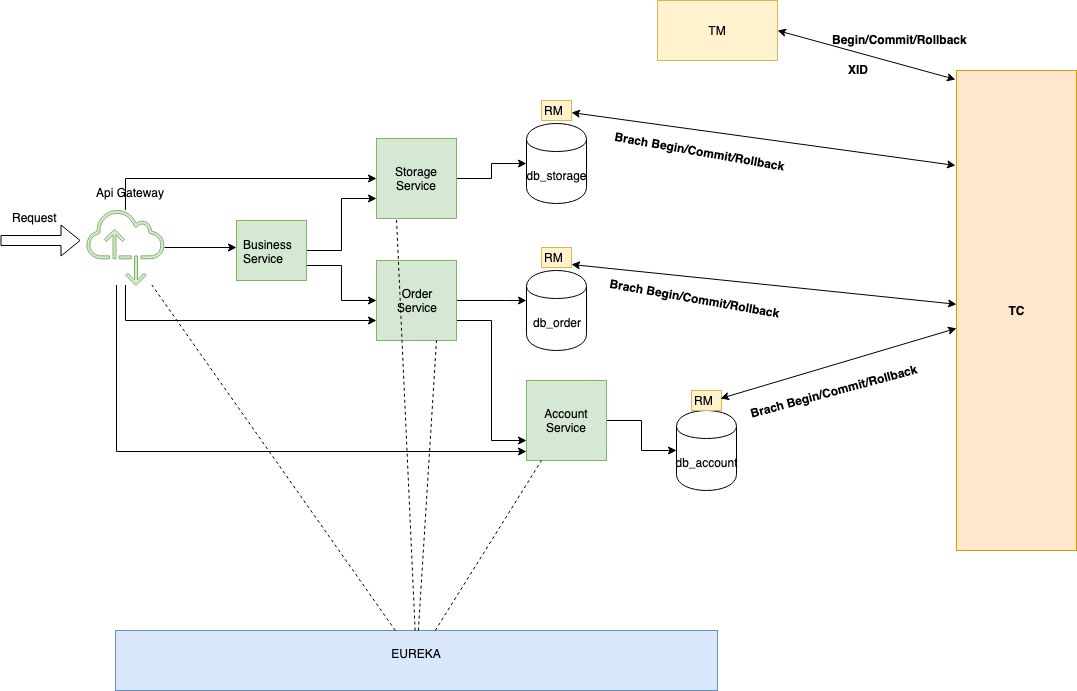 TM
Begin/Commit/Rollback
XID
RM
Brach Begin/Commit/Rollback
Storage
Service
db_storage
Api Gateway
Request
Business
Service
RM
Brach Begin/Commit/Rollback
Order
Service
db_order
TC
RM
Brach Begin/Commit/Rollback
Account
Service
db_account
EUREKA